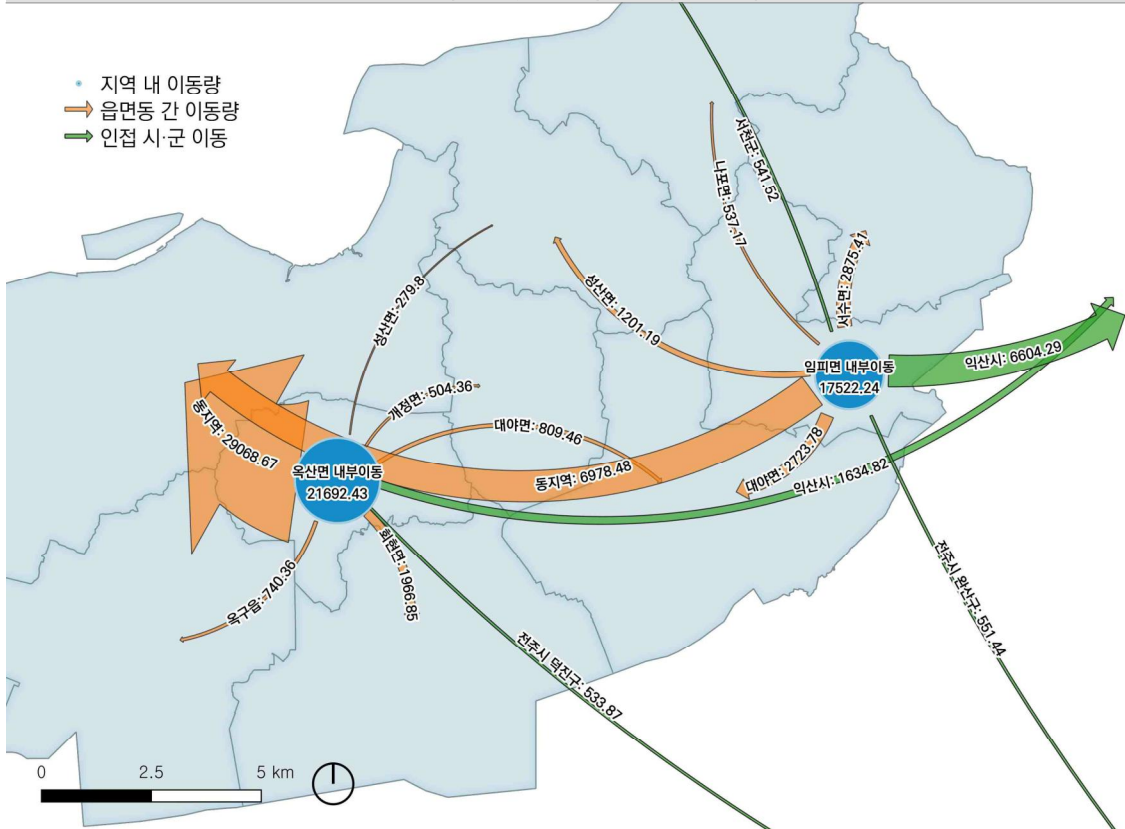 지역 내 이동량
읍면동 간 이동량
인접 시·군 이동
서천군: 541.52
나포면: 537.17
서수면: 2875.41
성산면: 279.8
성산면: 1201.19
임피면 내부이동
17522.24
익산시: 6604.29
개정면: 504.36
대야면: 809.46
동지역: 29068.67
옥산면 내부이동
21692.43
동지역: 6978.48
대야면: 2723.78
익산시: 1634.82
옥구읍: 740.36
회현면: 1966.85
전주시 완산구: 551.44
전주시 덕진구: 533.87
0 2.5 5 km